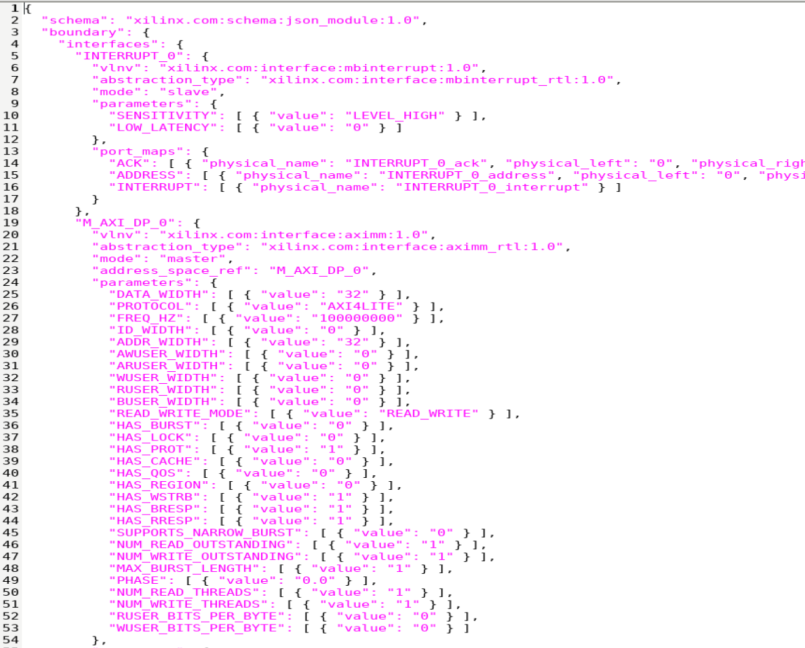 1 {
2   "schema": "xilinx.com:schema:json_module:1.0",
3   "boundary": {
4     "interfaces": {
5       "INTERRUPT_0": {
6         "vlnv": "xilinx.com:interface:mbinterrupt:1.0",
7         "abstraction_type": "xilinx.com:interface:mbinterrupt_rtl:1.0",
8         "mode": "slave",
9         "parameters": {
10           "SENSITIVITY": [ { "value": "LEVEL_HIGH" } ],
11           "LOW_LATENCY": [ { "value": "0" } ]
12         },
13         "port_maps": {
14           "ACK": [ { "physical_name": "INTERRUPT_0_ack", "physical_left": "0", "physical_righ
15           "ADDRESS": [ { "physical_name": "INTERRUPT_0_address", "physical_left": "0", "physi
16           "INTERRUPT": [ { "physical_name": "INTERRUPT_0_interrupt" } ]
17         }
18       },
19       "M_AXI_DP_0": {
20         "vlnv": "xilinx.com:interface:aximm:1.0",
21         "abstraction_type": "xilinx.com:interface:aximm_rtl:1.0",
22         "mode": "master",
23         "address_space_ref": "M_AXI_DP_0",
24         "parameters": {
25           "DATA_WIDTH": [ { "value": "32" } ],
26           "PROTOCOL": [ { "value": "AXI4LITE" } ],
27           "FREQ_HZ": [ { "value": "100000000" } ],
28           "ID_WIDTH": [ { "value": "0" } ],
29           "ADDR_WIDTH": [ { "value": "32" } ],
30           "AWUSER_WIDTH": [ { "value": "0" } ],
31           "ARUSER_WIDTH": [ { "value": "0" } ],
32           "WUSER_WIDTH": [ { "value": "0" } ],
33           "RUSER_WIDTH": [ { "value": "0" } ],
34           "BUSER_WIDTH": [ { "value": "0" } ],
35           "READ_WRITE_MODE": [ { "value": "READ_WRITE" } ],
36           "HAS_BURST": [ { "value": "0" } ],
37           "HAS_LOCK": [ { "value": "0" } ],
38           "HAS_PROT": [ { "value": "1" } ],
39           "HAS_CACHE": [ { "value": "0" } ],
40           "HAS_QOS": [ { "value": "0" } ],
41           "HAS_REGION": [ { "value": "0" } ],
42           "HAS_WSTRB": [ { "value": "1" } ],
43           "HAS_BRESP": [ { "value": "1" } ],
44           "HAS_RRESP": [ { "value": "1" } ],
45           "SUPPORTS_NARROW_BURST": [ { "value": "0" } ],
46           "NUM_READ_OUTSTANDING": [ { "value": "1" } ],
47           "NUM_WRITE_OUTSTANDING": [ { "value": "1" } ],
48           "MAX_BURST_LENGTH": [ { "value": "1" } ],
49           "PHASE": [ { "value": "0.0" } ],
50           "NUM_READ_THREADS": [ { "value": "1" } ],
51           "NUM_WRITE_THREADS": [ { "value": "1" } ],
52           "RUSER_BITS_PER_BYTE": [ { "value": "0" } ],
53           "WUSER_BITS_PER_BYTE": [ { "value": "0" } ]
54         },